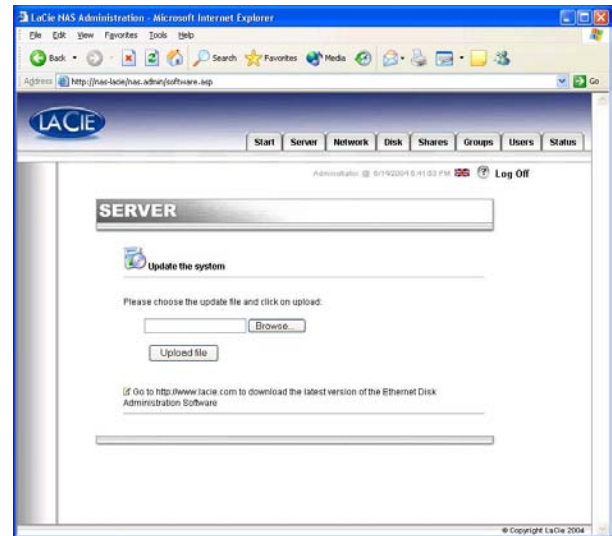 LaCie NAS Administration - Microsoft Internet Explorer
File Edit View Favorites Tools Help
Back Search Favorites Media
Address http://nas-lacie/nac.admin/software.asp Go
LACIE
Start Server Network Disk Shares Groups Users Status
Administrator @ Log Off
SERVER
Update the system
Please choose the update file and click on upload:
Browse...
Upload file
Go to http://www.lacie.com to download the latest version of the Ethernet Disk
Administration Software
© Copyright LaCie 2004